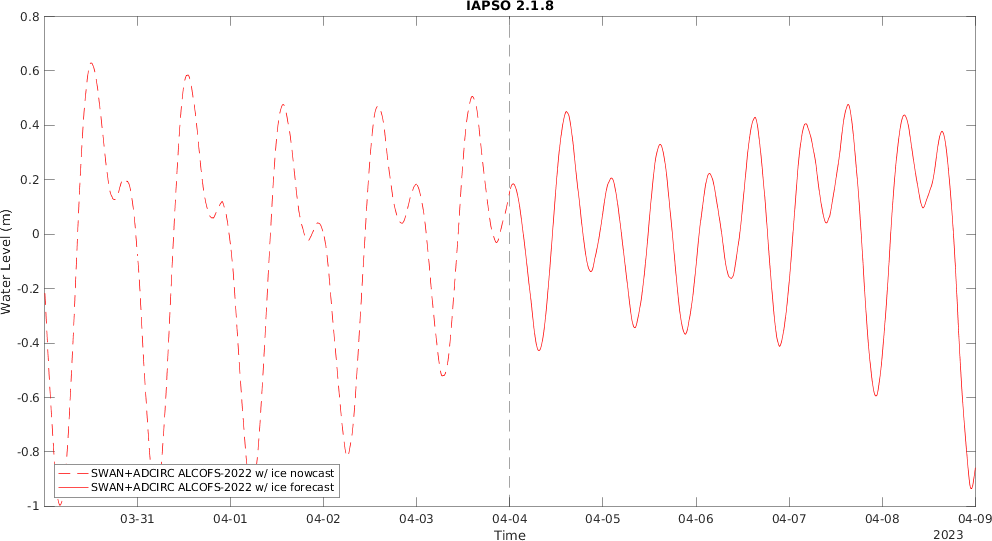 IAPSO 2.1.8
0.8
0.6
0.4
0.2
0
-0.2
-0.4
-0.6
-0.8
-1
Water Level (m)
SWAN+ADCIRC ALCOFS-2022 w/ ice nowcast
SWAN+ADCIRC ALCOFS-2022 w/ ice forecast
03-31 04-01 04-02 04-03 04-04 04-05 04-06 04-07 04-08 04-09
Time
2023